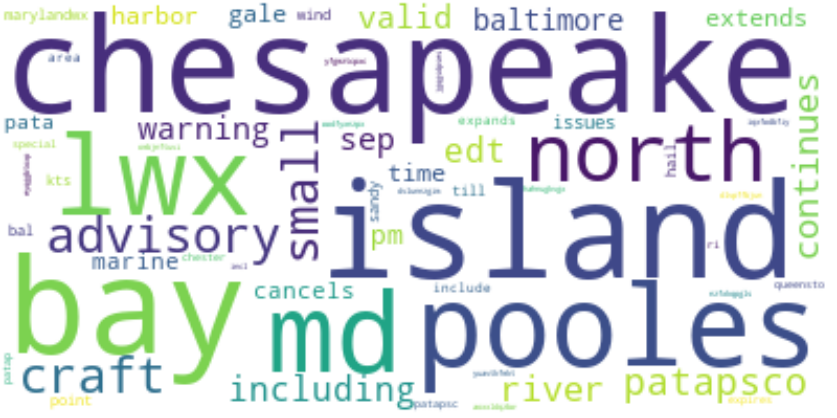 marylandwx harbor gale wind valid baltimore extends
chesapeake
area
pata warning small sep expands issues continues
special lwx edt north hail
kts time
bal advisory sandy till island
marine chester pm ri
bay cancels include queensto
md pooles
patap craft including river patapsco
point patapsc expires